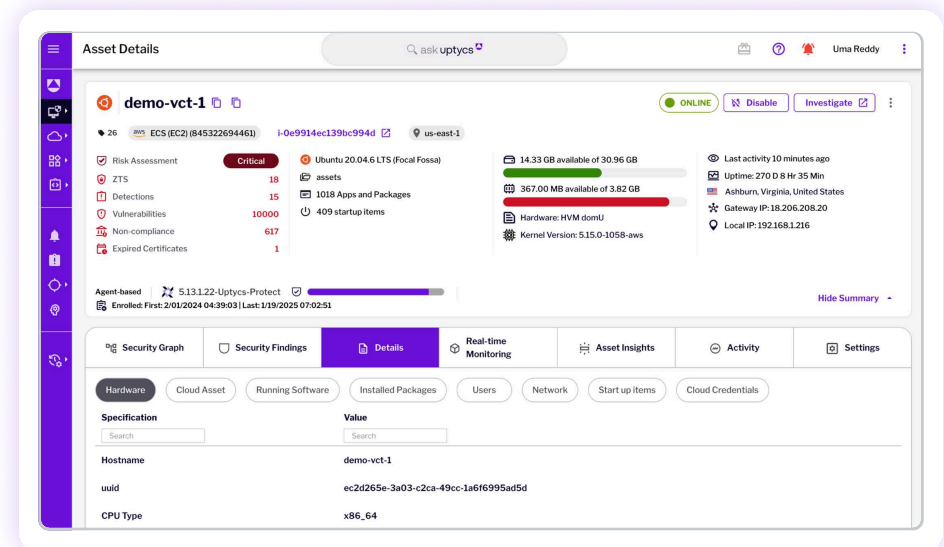 Asset Details
ask uptycs
Uma Reddy
demo-vct-1
ONLINE
Disable
Investigate
26
aws
ECS (EC2) (845322694461)
i-0e9914ec139bc994d
us-east-1
Risk Assessment
Critical
ZTS
18
Detections
15
Vulnerabilities
10000
Non-compliance
617
Expired Certificates
1
Ubuntu 20.04.6 LTS (Focal Fossa)
assets
1018 Apps and Packages
409 startup items
14.33 GB available of 30.96 GB
367.00 MB available of 3.82 GB
Hardware: HVM domU
Kernel Version: 5.15.0-1058-aws
Last activity 10 minutes ago
Uptime: 270 D 8 Hr 35 Min
Ashburn, Virginia, United States
Gateway IP: 18.206.208.20
Local IP: 192.168.1.216
Agent-based
5.13.1.22-Uptycs-Protect
Enrolled: First: 2/01/2024 04:39:03 | Last: 1/19/2025 07:02:51
Hide Summary
Security Graph
Security Findings
Details
Real-time
Monitoring
Asset Insights
Activity
Settings
Hardware
Cloud Asset
Running Software
Installed Packages
Users
Network
Start up items
Cloud Credentials
Specification
Value
Search
Search
Hostname
demo-vct-1
uuid
ec2d265e-3a03-c2ca-49cc-1a6f6995ad5d
CPU Type
x86_64